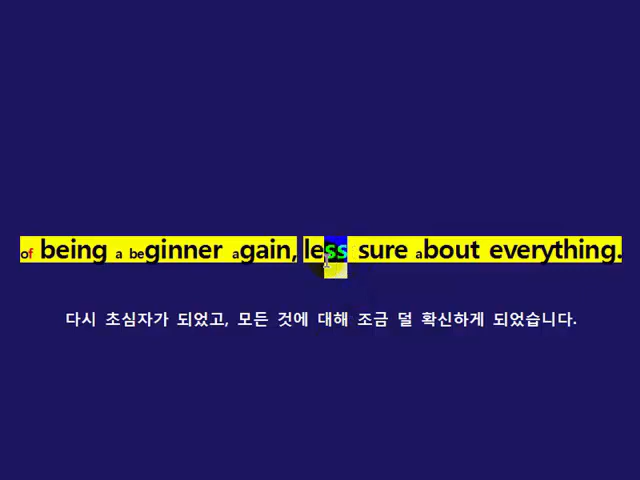 of being a beginner again, less sure about everything.
다시 초심자가 되었고, 모든 것에 대해 조금 덜 확신하게 되었습니다.